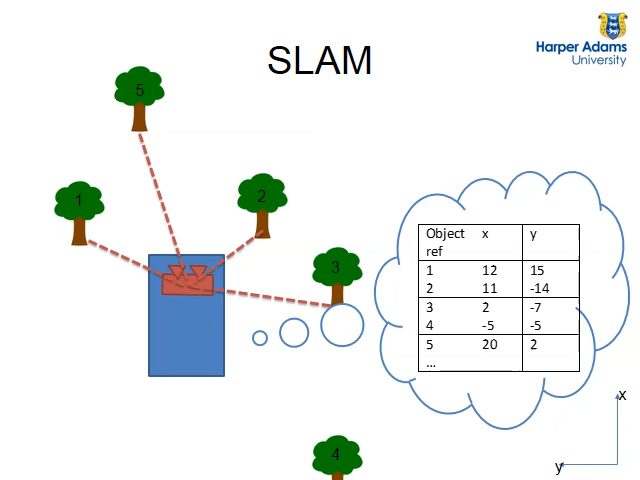 SLAM
Harper Adams
University
5
1
2
3
4
Object x y
ref
1 12 15
2 11 -14
3 2 -7
4 -5 -5
5 20 2
… ___________
x
y